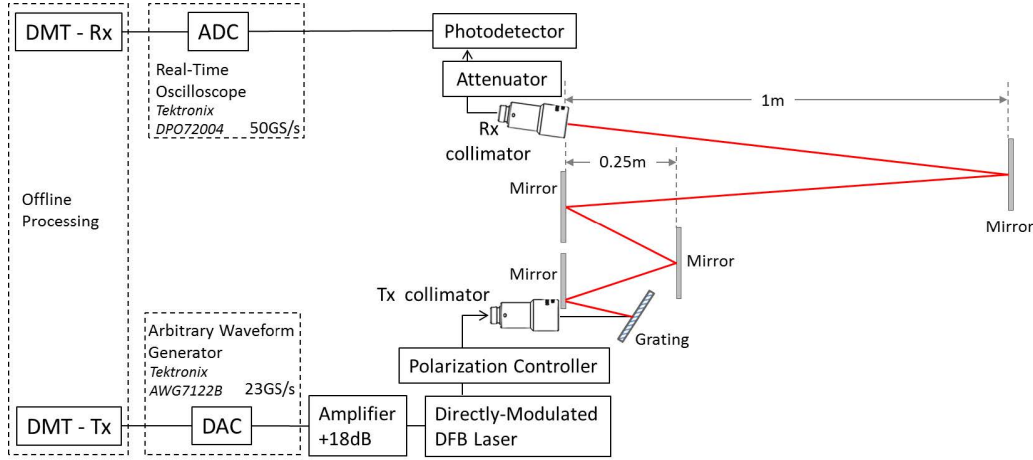 DMT - Rx
ADC
Photodetector
Real-Time
Oscilloscope
Tektronix
DPO72004 50GS/s
Attenuator
1m
Rx
collimator
0.25m
Mirror
Mirror
Offline
Processing
Mirror
Mirror
Tx collimator
Grating
Arbitrary Waveform
Generator
Tektronix
AWG7122B 23GS/s
Polarization Controller
DMT - Tx
DAC
Amplifier
+18dB
Directly-Modulated
DFB Laser